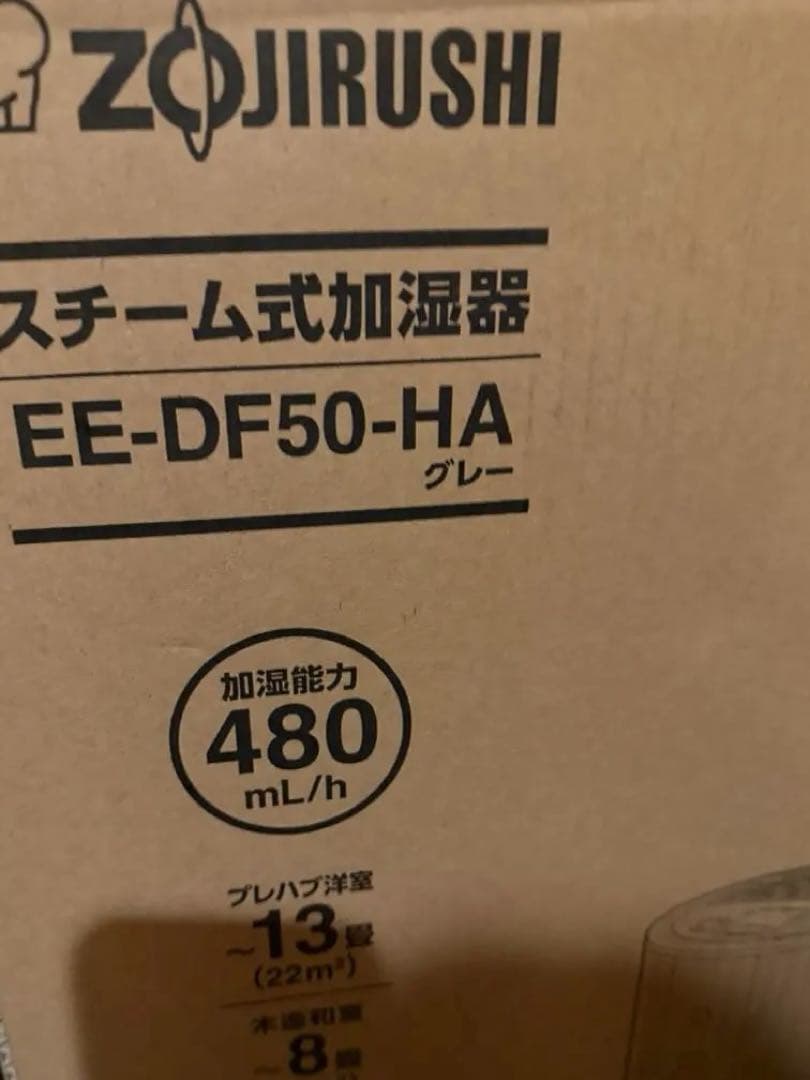 ZOJIRUSHI
スチーム式加湿器
EE-DF50-HA
グレー
加湿能力
480
mL/h
プレハブ洋室
~13畳
(22m²)
木造和室
~8畳